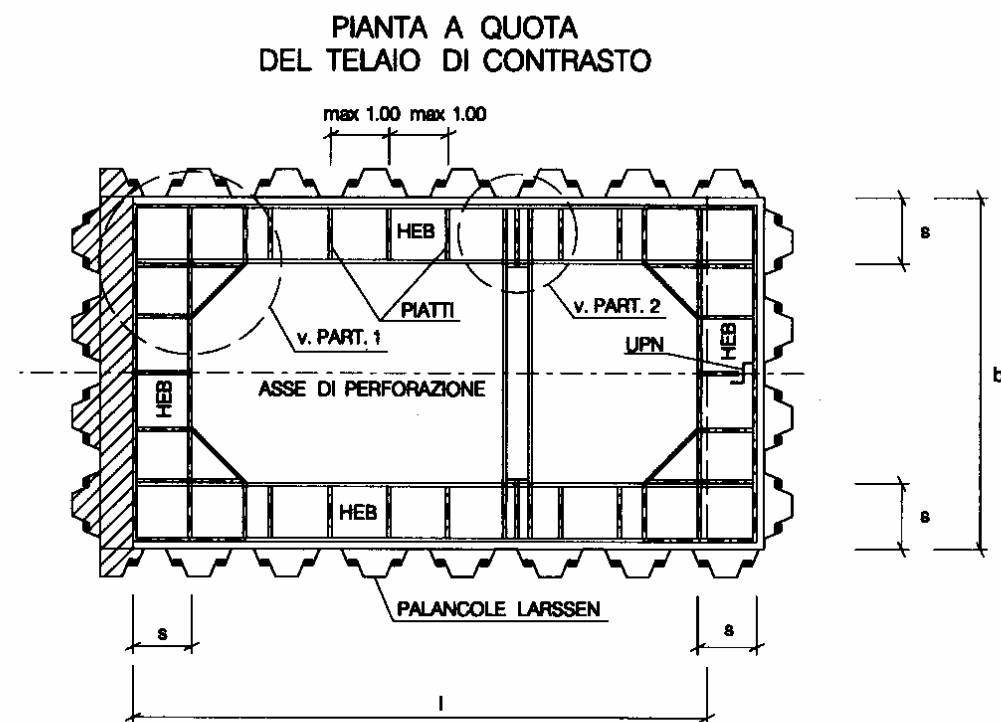 PIANTA A QUOTA
DEL TELAIO DI CONTRASTO
max 1.00 max 1.00
HEB
s
PIATTI
v. PART. 1
v. PART. 2
UPN
HEB
HEB
ASSE DI PERFORAZIONE
b
HEB
s
PALANCOLE LARSSEN
s
s
l